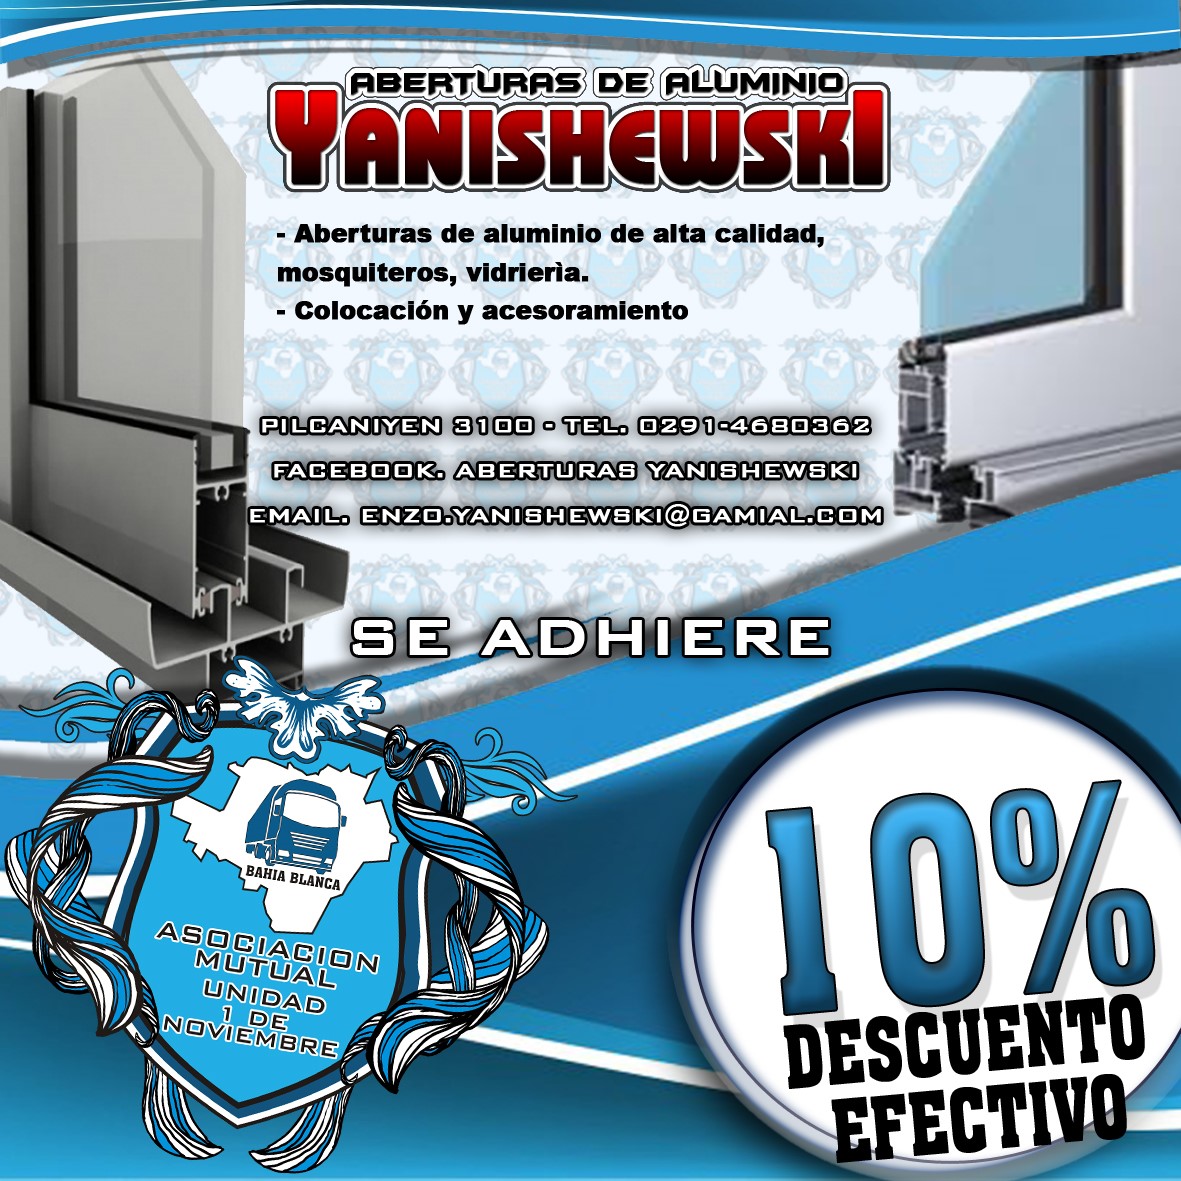 ABERTURAS DE ALUMINIO
YANISHEWSKI
- Aberturas de aluminio de alta calidad,
mosquiteros, vidrierìa.
- Colocación y acesoramiento
PILCANIYEN 3100 - TEL. 0291-4680362
FACEBOOK. ABERTURAS YANISHEWSKI
EMAIL. ENZO.YANISHEWSKI@GAMIAL.COM
SE ADHIERE
BAHIA BLANCA
ASOCIACION
MUTUAL
UNIDAD
1 DE
NOVIEMBRE
10%
DESCUENTO
EFECTIVO